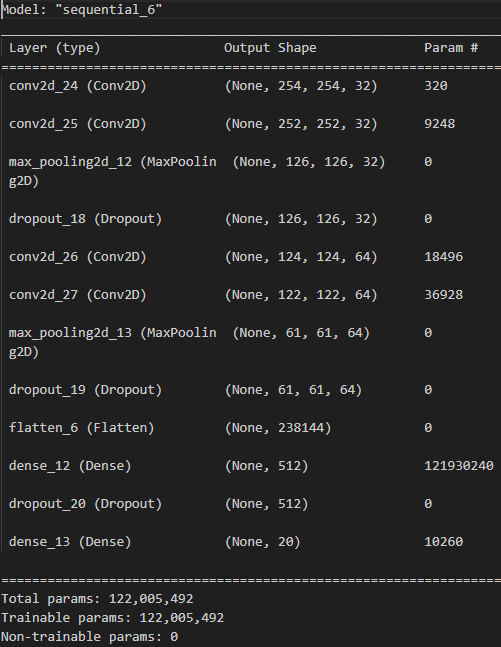 Model: "sequential_6"
_________________________________________________________________
Layer (type) Output Shape Param #
=================================================================
conv2d_24 (Conv2D) (None, 254, 254, 32) 320
conv2d_25 (Conv2D) (None, 252, 252, 32) 9248
max_pooling2d_12 (MaxPoolin (None, 126, 126, 32) 0
g2D)
dropout_18 (Dropout) (None, 126, 126, 32) 0
conv2d_26 (Conv2D) (None, 124, 124, 64) 18496
conv2d_27 (Conv2D) (None, 122, 122, 64) 36928
max_pooling2d_13 (MaxPoolin (None, 61, 61, 64) 0
g2D)
dropout_19 (Dropout) (None, 61, 61, 64) 0
flatten_6 (Flatten) (None, 238144) 0
dense_12 (Dense) (None, 512) 121930240
dropout_20 (Dropout) (None, 512) 0
dense_13 (Dense) (None, 20) 10260
=================================================================
Total params: 122,005,492
Trainable params: 122,005,492
Non-trainable params: 0